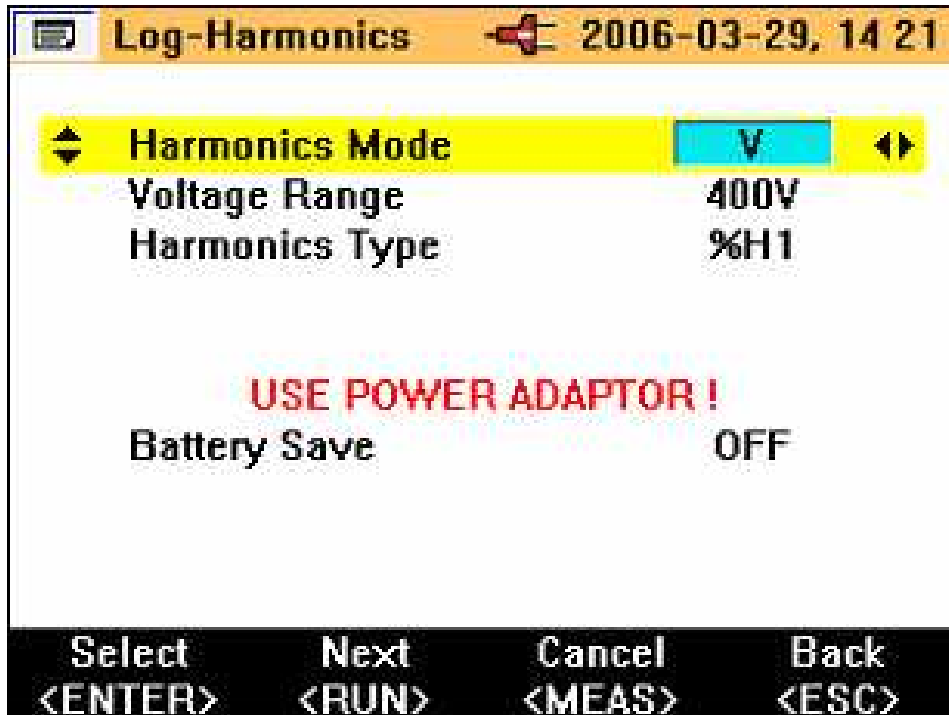 Log-Harmonics 2006-03-29, 14 21
Harmonics Mode V
Voltage Range 400V
Harmonics Type %H1
USE POWER ADAPTOR !
Battery Save OFF
Select Next Cancel Back
<ENTER> <RUN> <MEAS> <ESC>